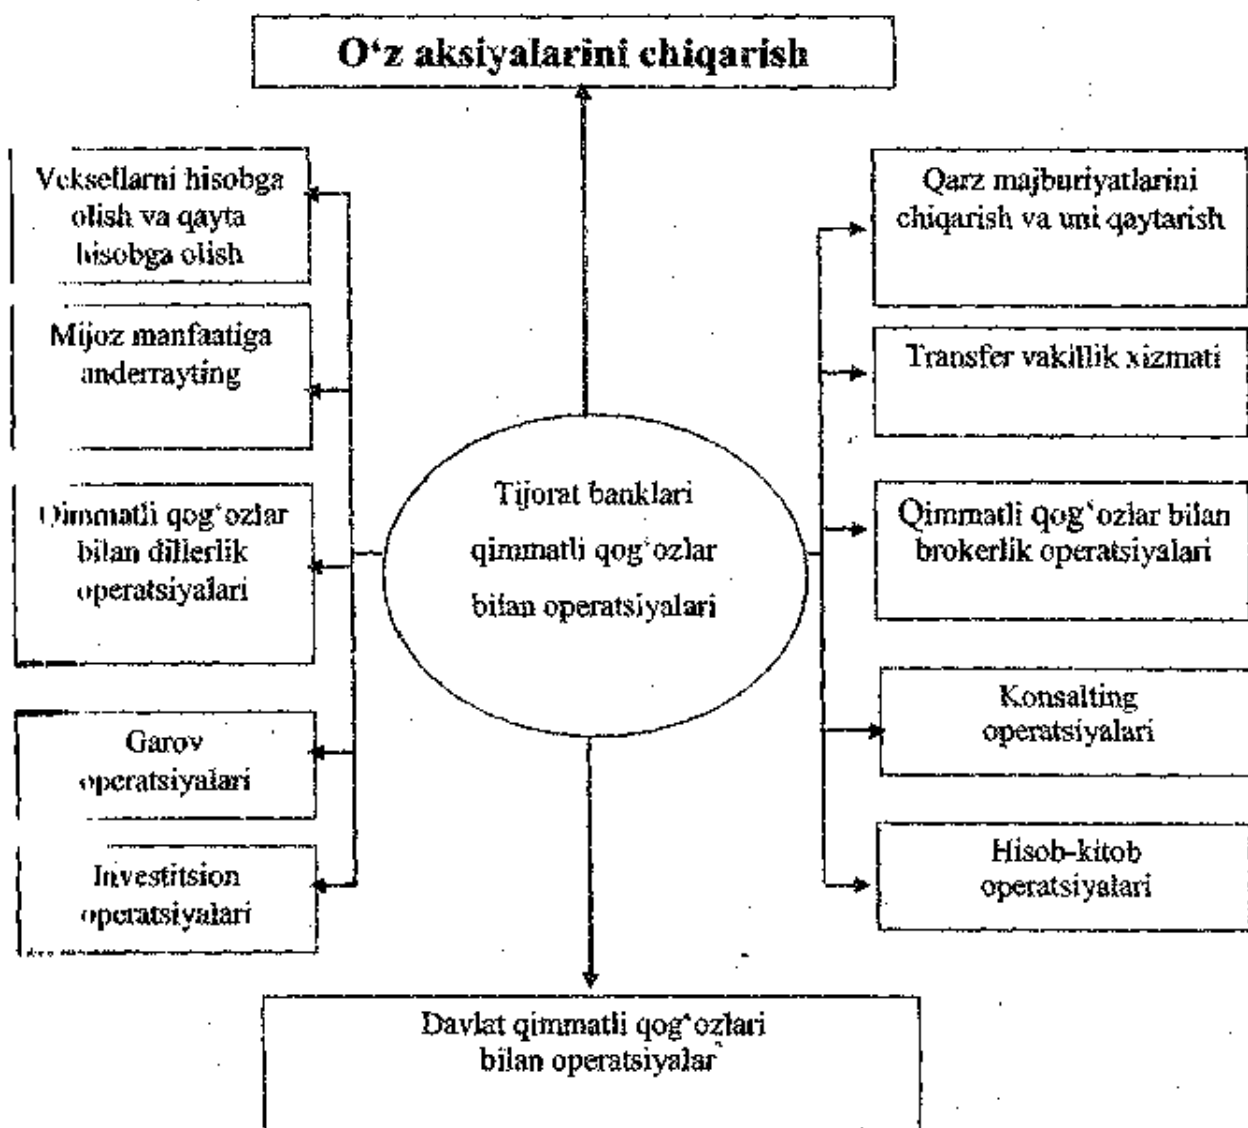 O‘z aksiyalarini chiqarish
Veksellarni hisobga
olish va qayta
hisobga olish
Mijoz manfaatiga
anderrayting
Qimmatli qog‘ozlar
bilan dillerlik
operatsiyalari
Garov
operatsiyalari
Investitsion
operatsiyalari
Tijorat banklari
qimmatli qog‘ozlar
bilan operatsiyalari
Qarz majburiyatlarini
chiqarish va uni qaytarish
Transfer vakillik xizmati
Qimmatli qog‘ozlar bilan
brokerlik operatsiyalari
Konsalting
operatsiyalari
Hisob-kitob
operatsiyalari
Davlat qimmatli qog‘ozlari
bilan operatsiyalar